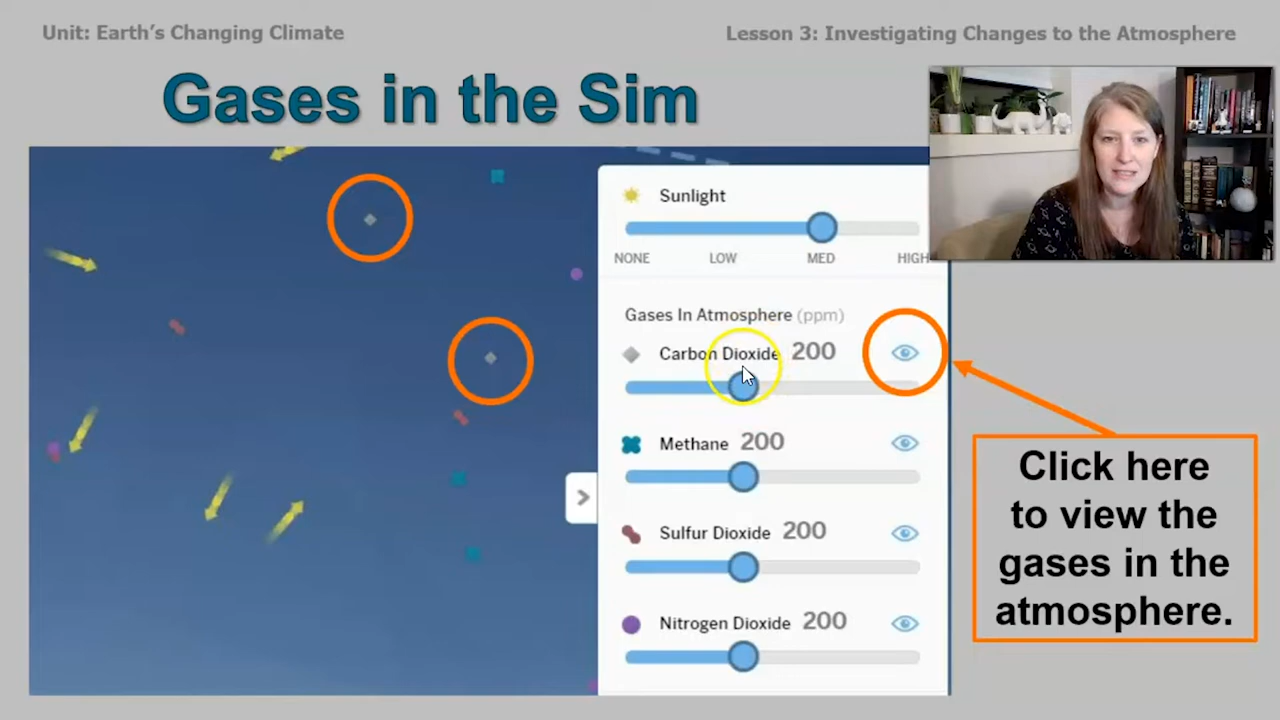 Unit: Earth's Changing Climate
Lesson 3: Investigating Changes to the Atmosphere
Gases in the Sim
Sunlight
NONE LOW MED HIGH
Gases In Atmosphere (ppm)
Carbon Dioxide 200
Methane 200
Sulfur Dioxide 200
Nitrogen Dioxide 200
Click here
to view the
gases in the
atmosphere.